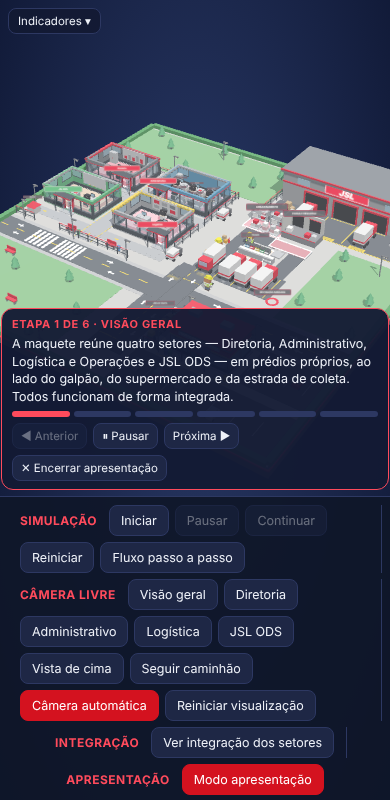 Indicadores ▾
JSL
ETAPA 1 DE 6 · VISÃO GERAL
A maquete reúne quatro setores — Diretoria, Administrativo,
Logística e Operações e JSL ODS — em prédios próprios, ao
lado do galpão, do supermercado e da estrada de coleta.
Todos funcionam de forma integrada.
◀ Anterior ⏸ Pausar Próxima ▶
✕ Encerrar apresentação
SIMULAÇÃO Iniciar Pausar Continuar
Reiniciar Fluxo passo a passo
CÂMERA LIVRE Visão geral Diretoria
Administrativo Logística JSL ODS
Vista de cima Seguir caminhão
Câmera automática Reiniciar visualização
INTEGRAÇÃO Ver integração dos setores
APRESENTAÇÃO Modo apresentação